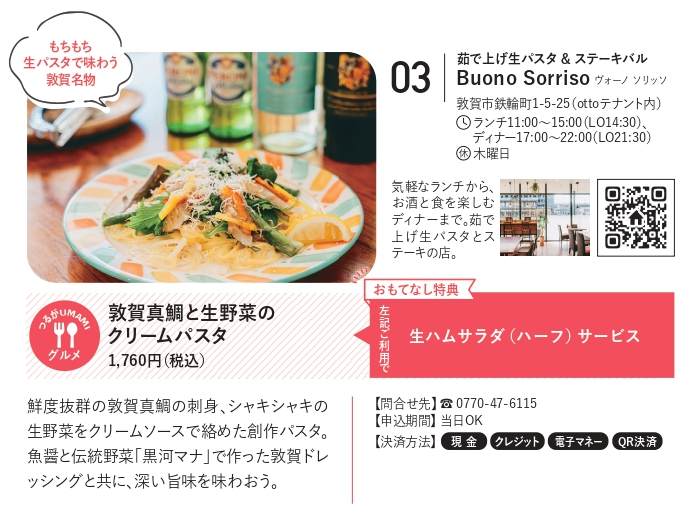 もちもち
生パスタで味わう
敦賀名物
03
茹で上げ生パスタ & ステーキバル
Buono Sorriso ヴォーノ ソリッソ
敦賀市鉄輪町1-5-25（ottoテナント内）
ランチ11:00〜15:00（LO14:30）、
ディナー17:00〜22:00（LO21:30）
休 木曜日
気軽なランチから、
お酒と食を楽しむ
ディナーまで。茹で
上げ生パスタとス
テーキの店。
つるがUMAMI
グルメ
敦賀真鯛と生野菜の
クリームパスタ
1,760円（税込）
おもてなし特典
左記ご利用で
生ハムサラダ（ハーフ）サービス
鮮度抜群の敦賀真鯛の刺身、シャキシャキの
生野菜をクリームソースで絡めた創作パスタ。
魚醤と伝統野菜「黒河マナ」で作った敦賀ドレ
ッシングと共に、深い旨味を味わおう。
【問合せ先】☎ 0770-47-6115
【申込期間】当日OK
【決済方法】現金 クレジット 電子マネー QR決済